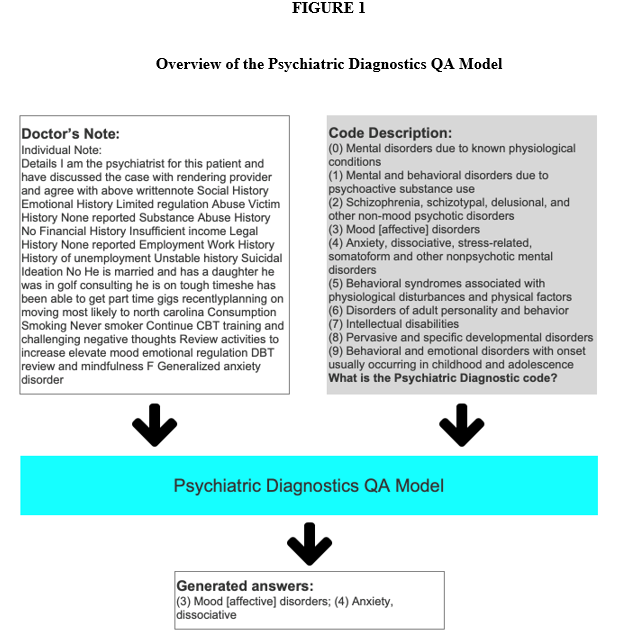 FIGURE 1
Overview of the Psychiatric Diagnostics QA Model
Doctor's Note:
Individual Note:
Details I am the psychiatrist for this patient and
have discussed the case with rendering provider
and agree with above writtennote Social History
Emotional History Limited regulation Abuse Victim
History None reported Substance Abuse History
No Financial History Insufficient income Legal
History None reported Employment Work History
History of unemployment Unstable history Suicidal
Ideation No He is married and has a daughter he
was in golf consulting he is on tough timeshe has
been able to get part time gigs recentlyplanning on
moving most likely to north carolina Consumption
Smoking Never smoker Continue CBT training and
challenging negative thoughts Review activities to
increase elevate mood emotional regulation DBT
review and mindfulness F Generalized anxiety
disorder
Code Description:
(0) Mental disorders due to known physiological
conditions
(1) Mental and behavioral disorders due to
psychoactive substance use
(2) Schizophrenia, schizotypal, delusional, and
other non-mood psychotic disorders
(3) Mood [affective] disorders
(4) Anxiety, dissociative, stress-related,
somatoform and other nonpsychotic mental
disorders
(5) Behavioral syndromes associated with
physiological disturbances and physical factors
(6) Disorders of adult personality and behavior
(7) Intellectual disabilities
(8) Pervasive and specific developmental disorders
(9) Behavioral and emotional disorders with onset
usually occurring in childhood and adolescence
What is the Psychiatric Diagnostic code?
Psychiatric Diagnostics QA Model
Generated answers:
(3) Mood [affective] disorders; (4) Anxiety,
dissociative